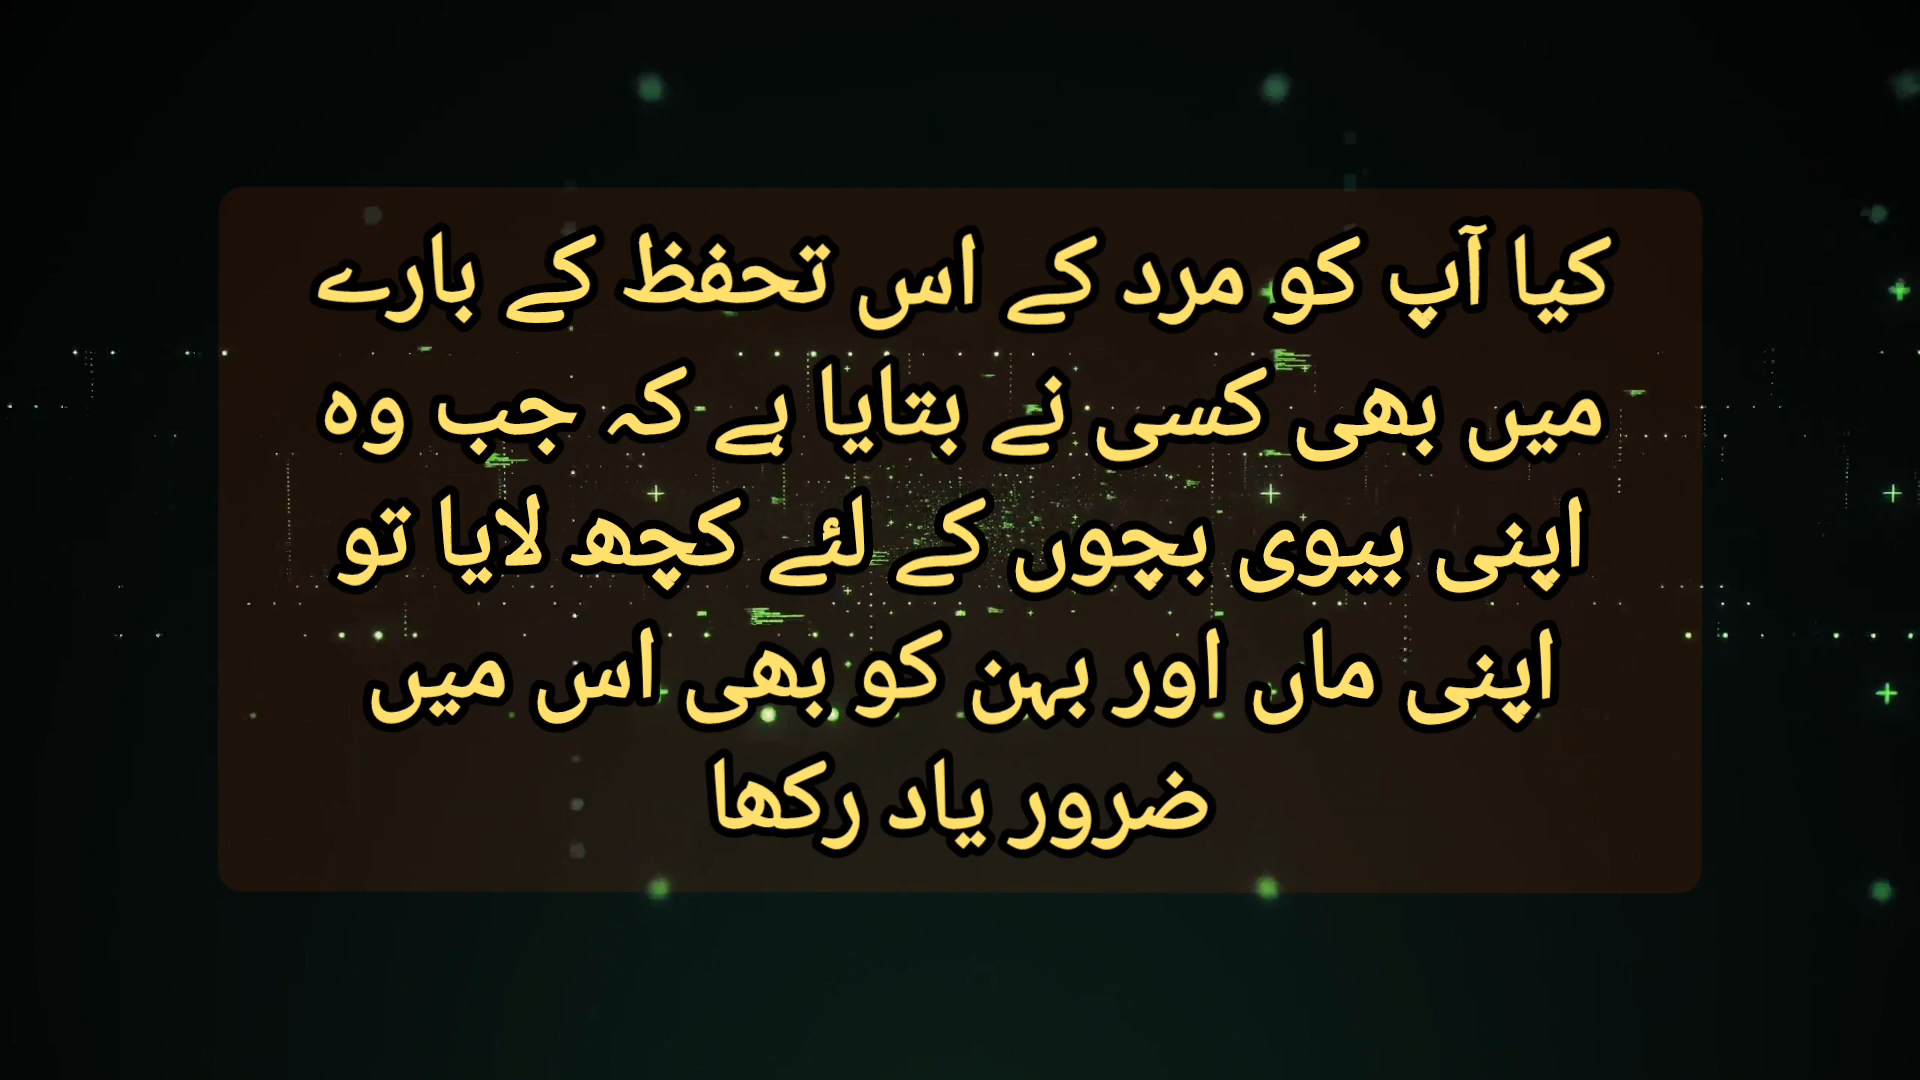 کیا آپ کو مرد کے اس تحفظ کے بارے
میں بھی کسی نے بتایا ہے کہ جب وہ
اپنی بیوی بچوں کے لئے کچھ لایا تو
اپنی ماں اور بہن کو بھی اس میں
ضرور یاد رکھا